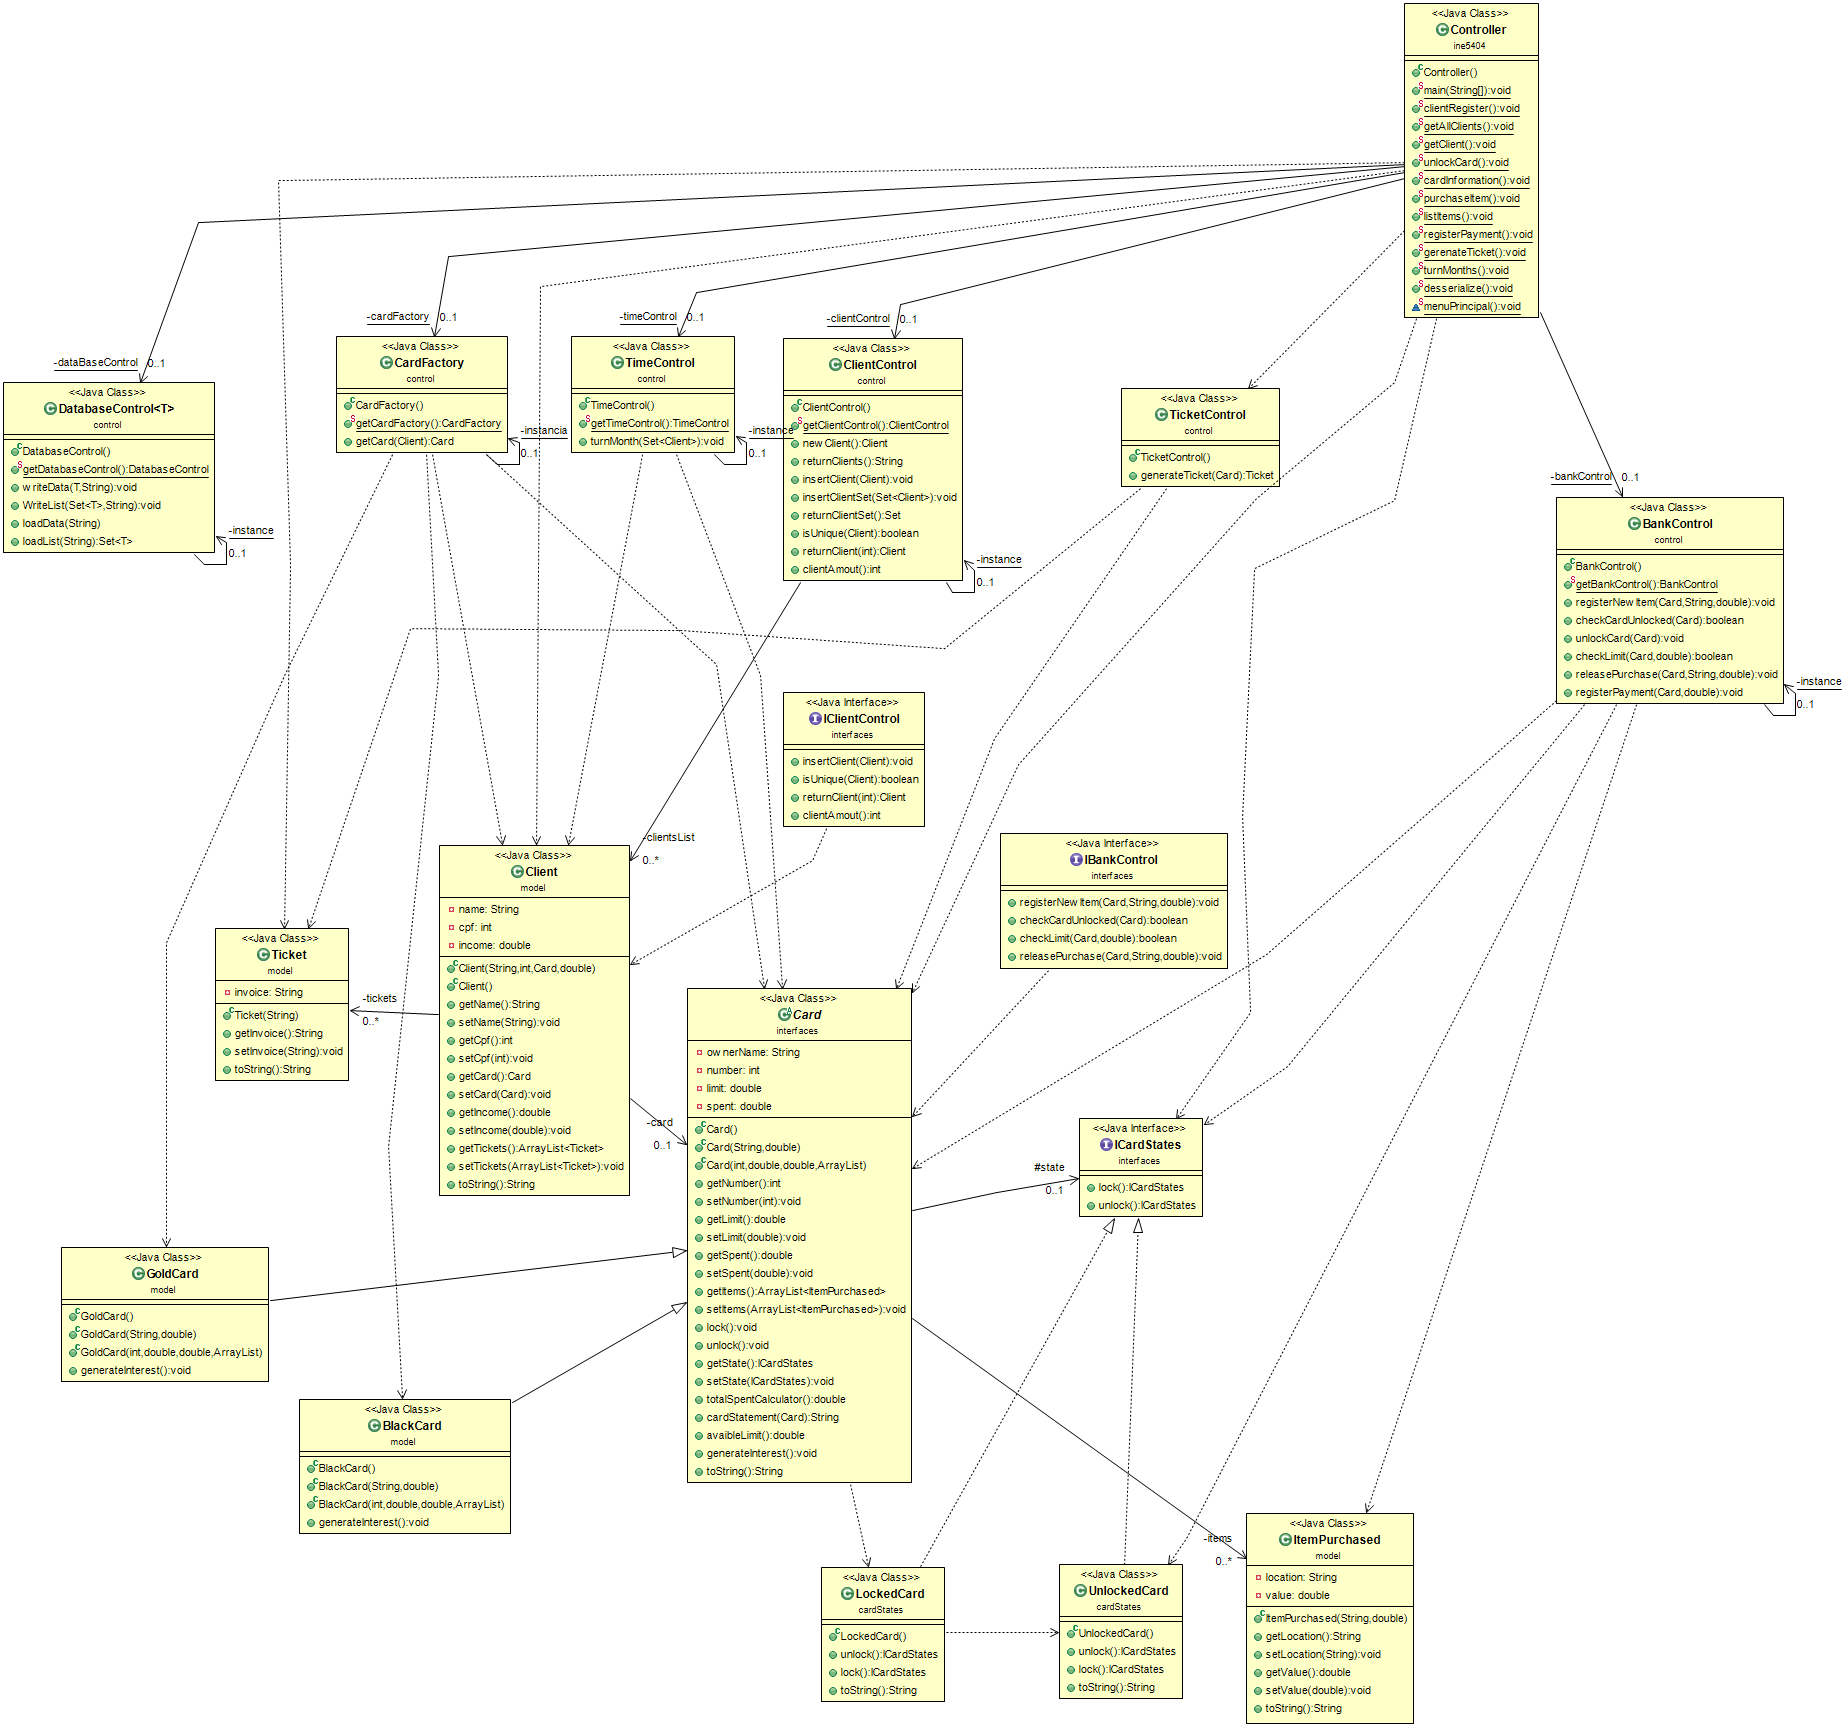 <<Java Class>>
Controller
ine5404
Controller()
main(String[]):void
clientRegister():void
getAllClients():void
getClient():void
unlockCard():void
cardInformation():void
purchaseItem():void
listItems():void
registerPayment():void
gerenateTicket():void
turnMonths():void
desserialize():void
menuPrincipal():void
-dataBaseControl
0..1
-cardFactory
0..1
-timeControl
0..1
-clientControl
0..1
-bankControl
0..1
<<Java Class>>
DatabaseControl<T>
control
DatabaseControl()
getDatabaseControl():DatabaseControl
writeData(T,String):void
WriteList(Set<T>,String):void
loadData(String)
loadList(String):Set<T>
-instance
0..1
<<Java Class>>
CardFactory
control
CardFactory()
getCardFactory():CardFactory
getCard(Client):Card
-instancia
0..1
<<Java Class>>
TimeControl
control
TimeControl()
getTimeControl():TimeControl
turnMonth(Set<Client>):void
-instance
0..1
<<Java Class>>
ClientControl
control
ClientControl()
getClientControl():ClientControl
newClient():Client
returnClients():String
insertClient(Client):void
insertClientSet(Set<Client>):void
returnClientSet():Set
isUnique(Client):boolean
returnClient(int):Client
clientAmout():int
-instance
0..1
<<Java Class>>
TicketControl
control
TicketControl()
generateTicket(Card):Ticket
<<Java Class>>
BankControl
control
BankControl()
getBankControl():BankControl
registerNewItem(Card,String,double):void
checkCardUnlocked(Card):boolean
unlockCard(Card):void
checkLimit(Card,double):boolean
releasePurchase(Card,String,double):void
registerPayment(Card,double):void
-instance
0..1
<<Java Interface>>
IClientControl
interfaces
insertClient(Client):void
isUnique(Client):boolean
returnClient(int):Client
clientAmout():int
-clientsList
0..*
<<Java Interface>>
IBankControl
interfaces
registerNewItem(Card,String,double):void
checkCardUnlocked(Card):boolean
checkLimit(Card,double):boolean
releasePurchase(Card,String,double):void
<<Java Class>>
Client
model
name: String
cpf: int
income: double
Client(String,int,Card,double)
Client()
getName():String
setName(String):void
getCpf():int
setCpf(int):void
getCard():Card
setCard(Card):void
getIncome():double
setIncome(double):void
getTickets():ArrayList<Ticket>
setTickets(ArrayList<Ticket>):void
toString():String
<<Java Class>>
Ticket
model
invoice: String
Ticket(String)
getInvoice():String
setInvoice(String):void
toString():String
-tickets
0..*
-card
0..1
<<Java Class>>
Card
interfaces
ownerName: String
number: int
limit: double
spent: double
Card()
Card(String,double)
Card(int,double,double,ArrayList)
getNumber():int
setNumber(int):void
getLimit():double
setLimit(double):void
getSpent():double
setSpent(double):void
getItems():ArrayList<ItemPurchased>
setItems(ArrayList<ItemPurchased>):void
lock():void
unlock():void
getState():ICardStates
setState(ICardStates):void
totalSpentCalculator():double
cardStatement(Card):String
avaibleLimit():double
generateInterest():void
toString():String
#state
0..1
<<Java Interface>>
ICardStates
interfaces
lock():ICardStates
unlock():ICardStates
<<Java Class>>
GoldCard
model
GoldCard()
GoldCard(String,double)
GoldCard(int,double,double,ArrayList)
generateInterest():void
<<Java Class>>
BlackCard
model
BlackCard()
BlackCard(String,double)
BlackCard(int,double,double,ArrayList)
generateInterest():void
<<Java Class>>
LockedCard
cardStates
LockedCard()
unlock():ICardStates
lock():ICardStates
toString():String
<<Java Class>>
UnlockedCard
cardStates
UnlockedCard()
unlock():ICardStates
lock():ICardStates
toString():String
-items
0..*
<<Java Class>>
ItemPurchased
model
location: String
value: double
ItemPurchased(String,double)
getLocation():String
setLocation(String):void
getValue():double
setValue(double):void
toString():String